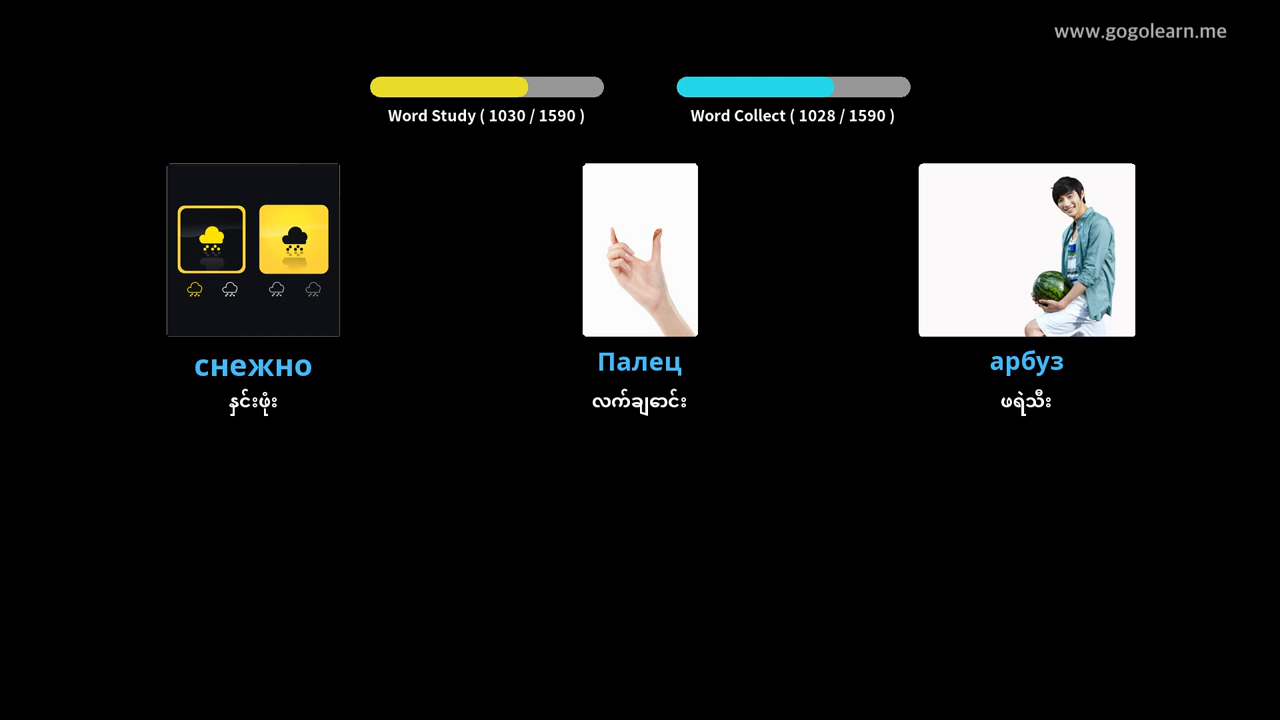 www.gogolearn.me
Word Study ( 1030 / 1590 )
Word Collect ( 1028 / 1590 )
снежно
နှင်းဖုံး
Палец
လက်ချောင်း
арбуз
ဖရဲသီး